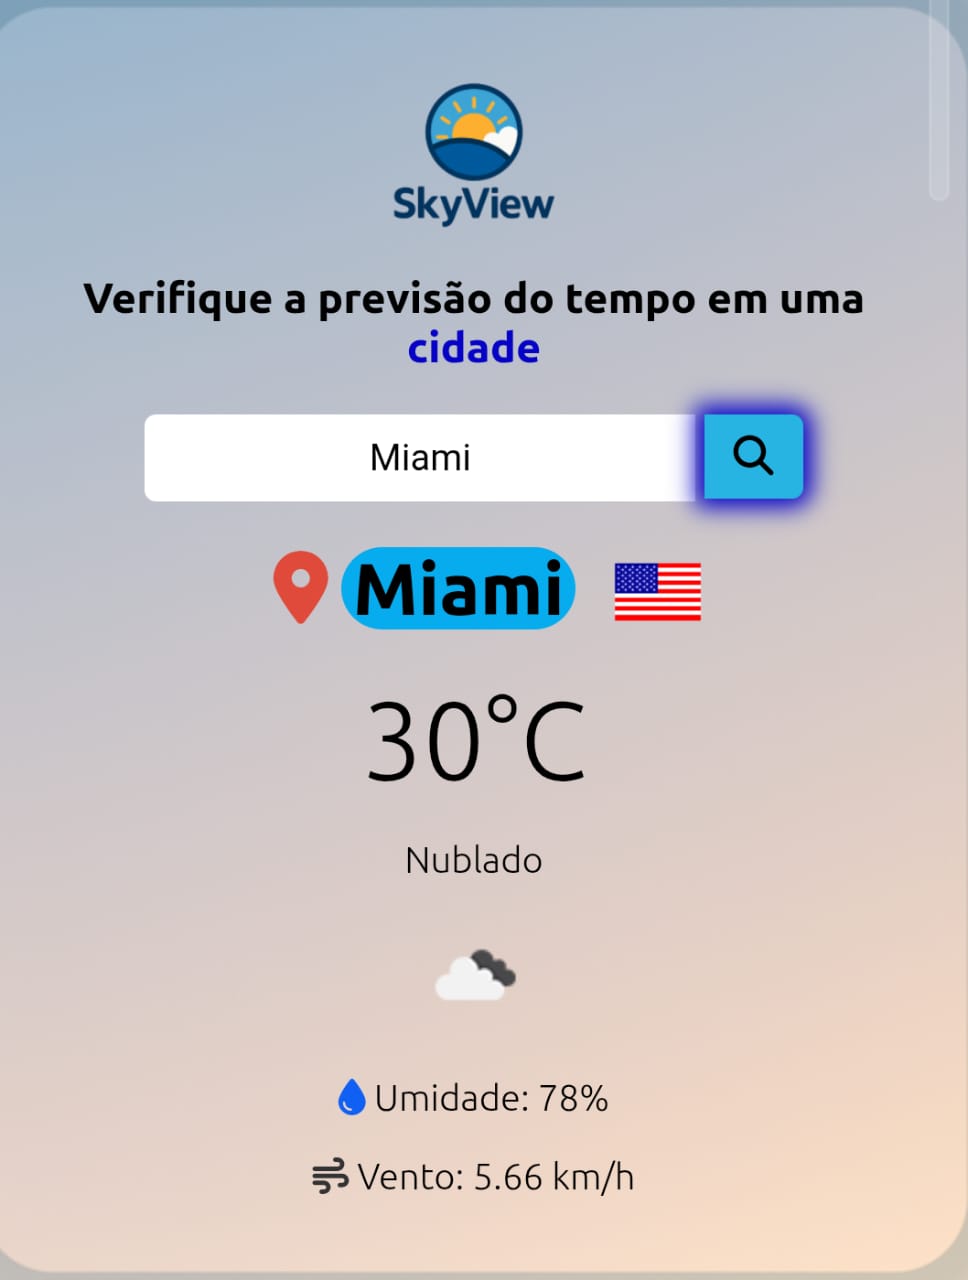 SkyView
Verifique a previsão do tempo em uma
cidade
Miami
Miami
30°C
Nublado
Umidade: 78%
Vento: 5.66 km/h